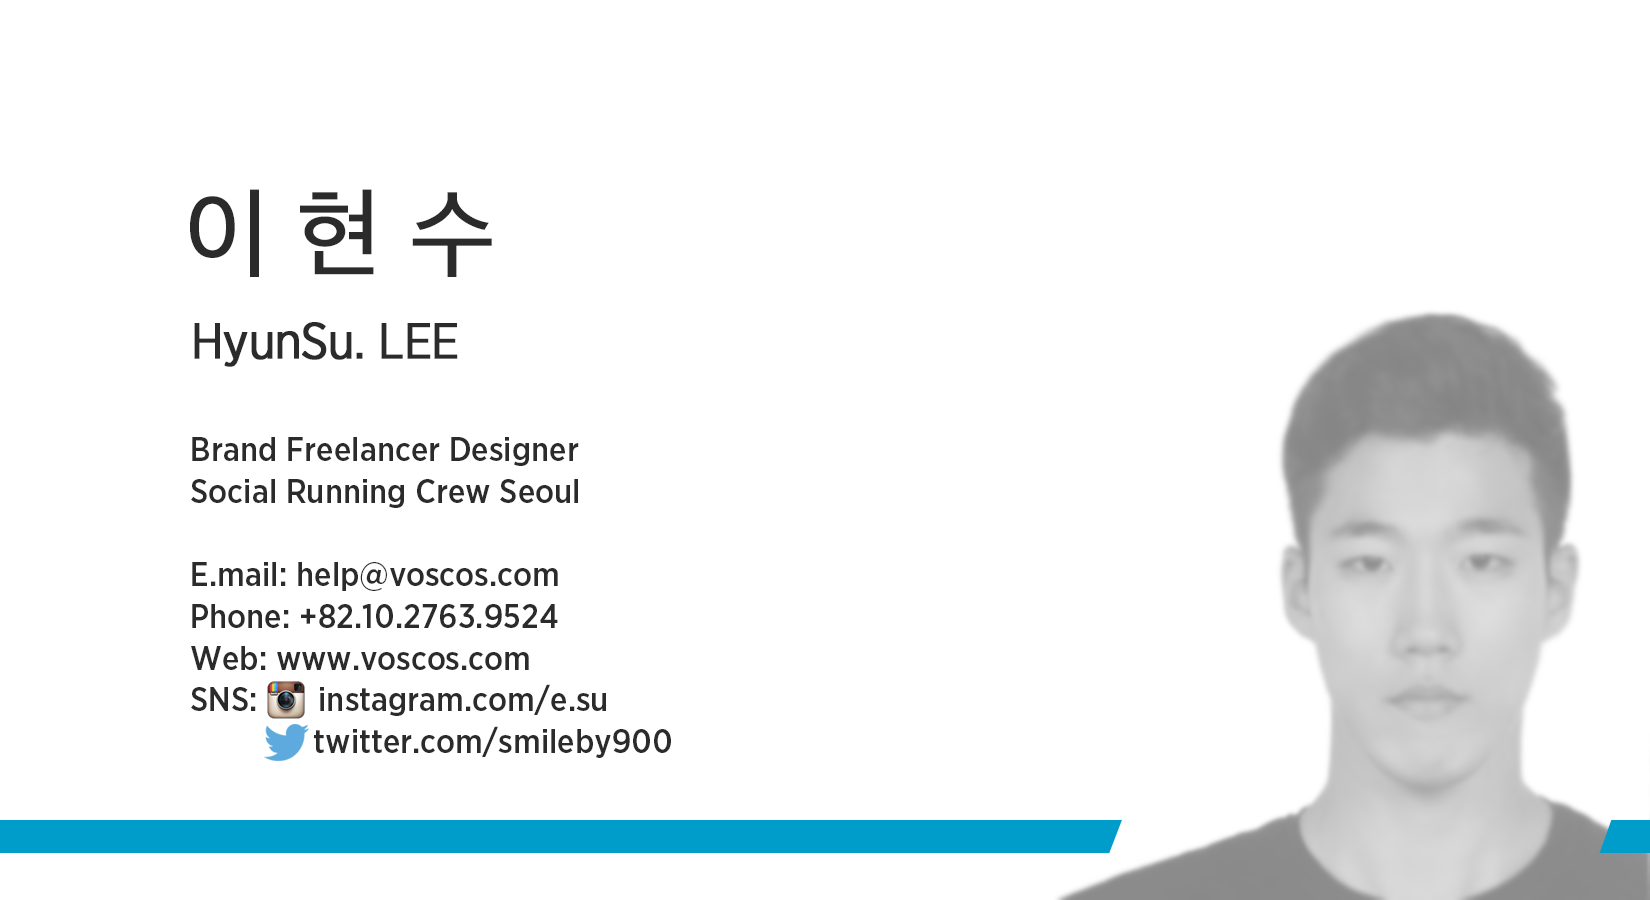 이 현 수
HyunSu. LEE
Brand Freelancer Designer
Social Running Crew Seoul
E.mail: help@voscos.com
Phone: +82.10.2763.9524
Web: www.voscos.com
SNS: instagram.com/e.su
twitter.com/smileby900